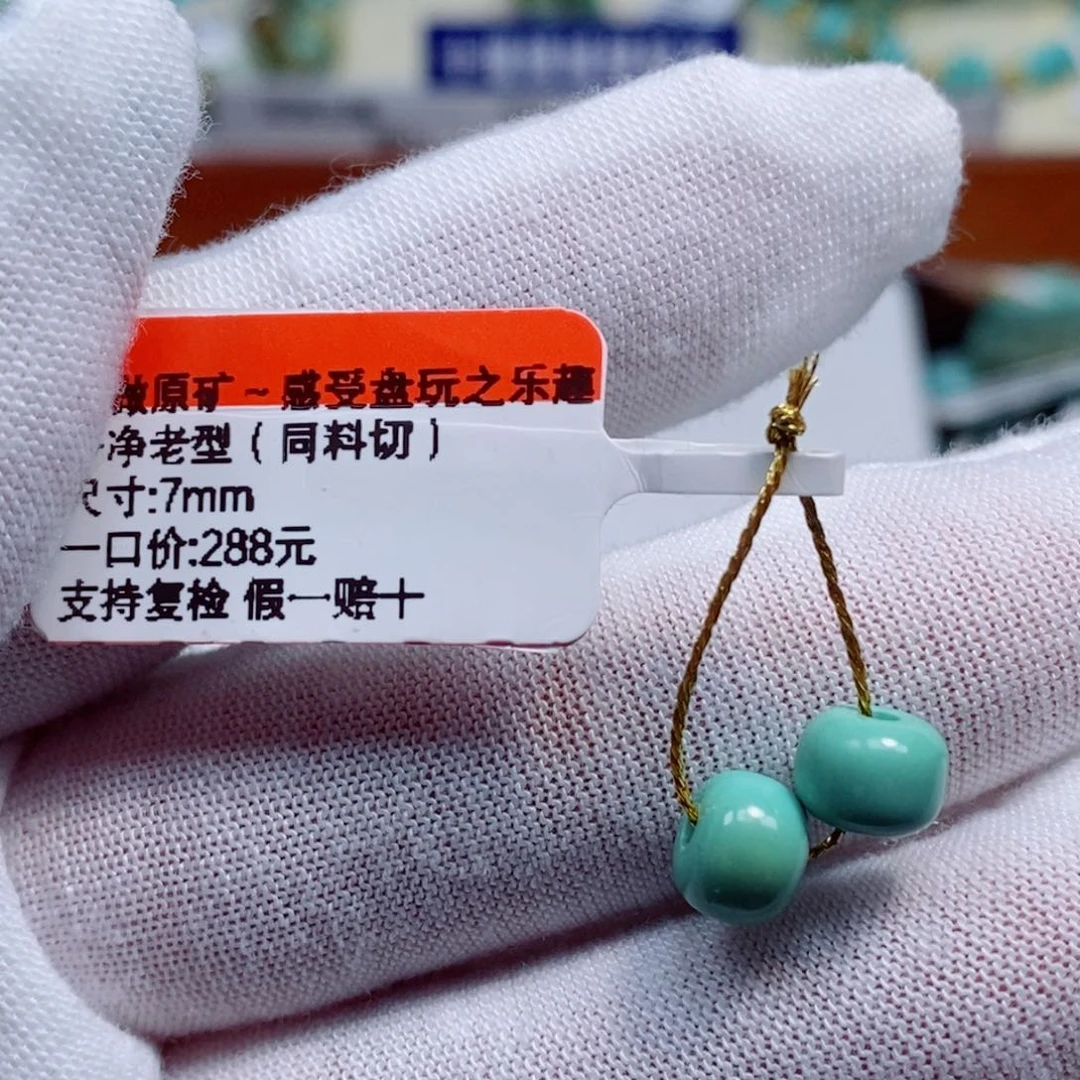 原矿~感受盘玩之乐趣
净老型(同料切)
尺寸:7mm
一口价:288元
支持复检 假一赔十